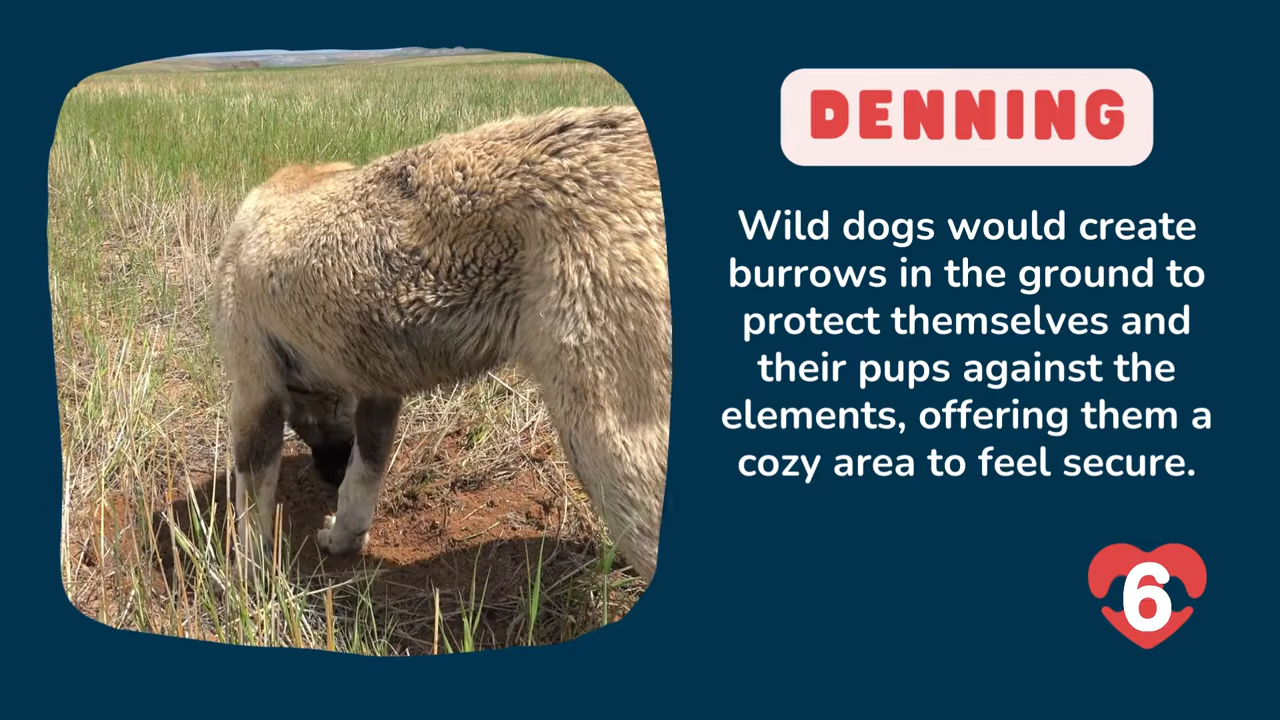 DENNING
Wild dogs would create
burrows in the ground to
protect themselves and
their pups against the
elements, offering them a
cozy area to feel secure.
6